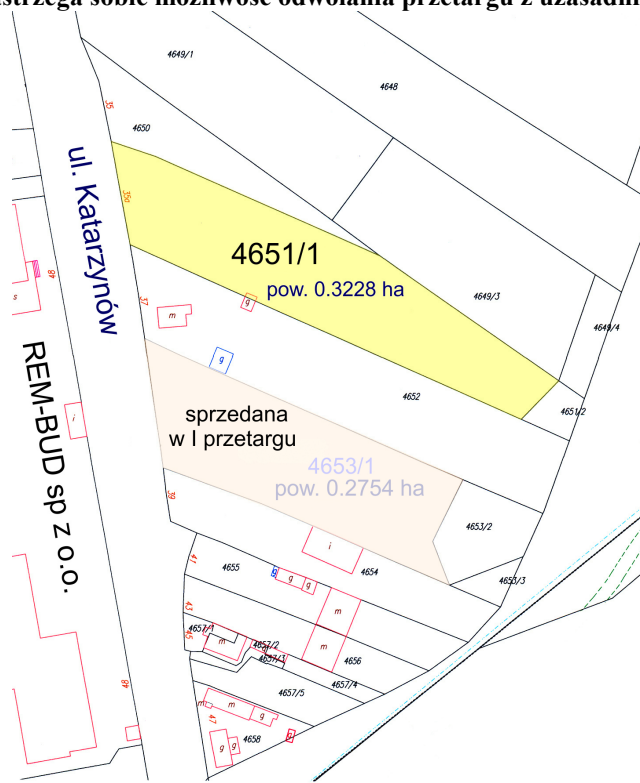 strzega sobie możliwość odwołania przetargu z uzasadni
4649/1
4648
35
4650
ul. Katarzynów
35a
4651/1
pow. 0.3228 ha
48
s
37
m
g
4649/3
4649/4
g
4652
4651/2
REM-BUD sp z o.o.
i
sprzedana
w I przetargu
4653/1
pow. 0.2754 ha
39
4653/2
i
41
4655
g
g
g
4654
4653/3
43
m
4657/1
45
m
4657/2
4657/3
m
4656
48
4657/4
4657/5
m
m
g
47
g
g
4658
g